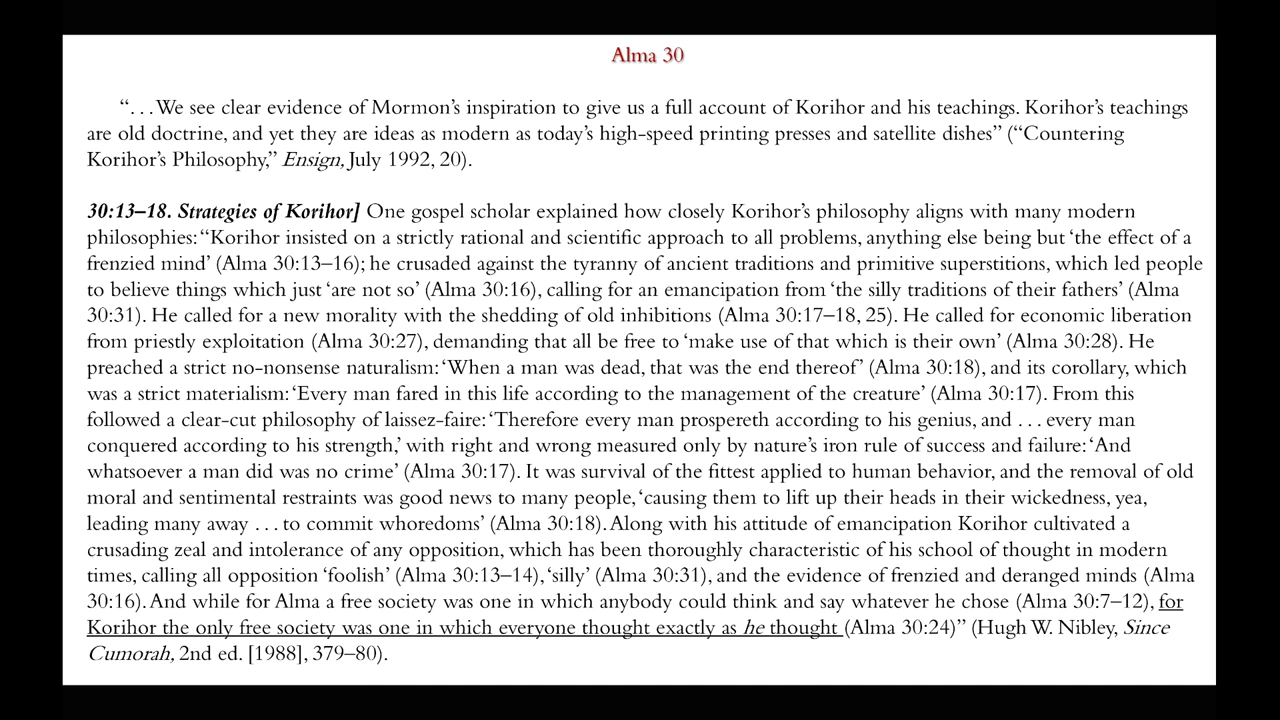 Alma 30
“. . . We see clear evidence of Mormon’s inspiration to give us a full account of Korihor and his teachings. Korihor’s teachings
are old doctrine, and yet they are ideas as modern as today’s high-speed printing presses and satellite dishes” (“Countering
Korihor’s Philosophy,” Ensign, July 1992, 20).
30:13–18. Strategies of Korihor] One gospel scholar explained how closely Korihor’s philosophy aligns with many modern
philosophies: “Korihor insisted on a strictly rational and scientific approach to all problems, anything else being but ‘the effect of a
frenzied mind’ (Alma 30:13–16); he crusaded against the tyranny of ancient traditions and primitive superstitions, which led people
to believe things which just ‘are not so’ (Alma 30:16), calling for an emancipation from ‘the silly traditions of their fathers’ (Alma
30:31). He called for a new morality with the shedding of old inhibitions (Alma 30:17–18, 25). He called for economic liberation
from priestly exploitation (Alma 30:27), demanding that all be free to ‘make use of that which is their own’ (Alma 30:28). He
preached a strict no-nonsense naturalism: ‘When a man was dead, that was the end thereof’ (Alma 30:18), and its corollary, which
was a strict materialism: ‘Every man fared in this life according to the management of the creature’ (Alma 30:17). From this
followed a clear-cut philosophy of laissez-faire: ‘Therefore every man prospereth according to his genius, and . . . every man
conquered according to his strength,’ with right and wrong measured only by nature’s iron rule of success and failure: ‘And
whatsoever a man did was no crime’ (Alma 30:17). It was survival of the fittest applied to human behavior, and the removal of old
moral and sentimental restraints was good news to many people, ‘causing them to lift up their heads in their wickedness, yea,
leading many away . . . to commit whoredoms’ (Alma 30:18). Along with his attitude of emancipation Korihor cultivated a
crusading zeal and intolerance of any opposition, which has been thoroughly characteristic of his school of thought in modern
times, calling all opposition ‘foolish’ (Alma 30:13–14), ‘silly’ (Alma 30:31), and the evidence of frenzied and deranged minds (Alma
30:16). And while for Alma a free society was one in which anybody could think and say whatever he chose (Alma 30:7–12), for
Korihor the only free society was one in which everyone thought exactly as he thought (Alma 30:24)” (Hugh W. Nibley, Since
Cumorah, 2nd ed. [1988], 379–80).